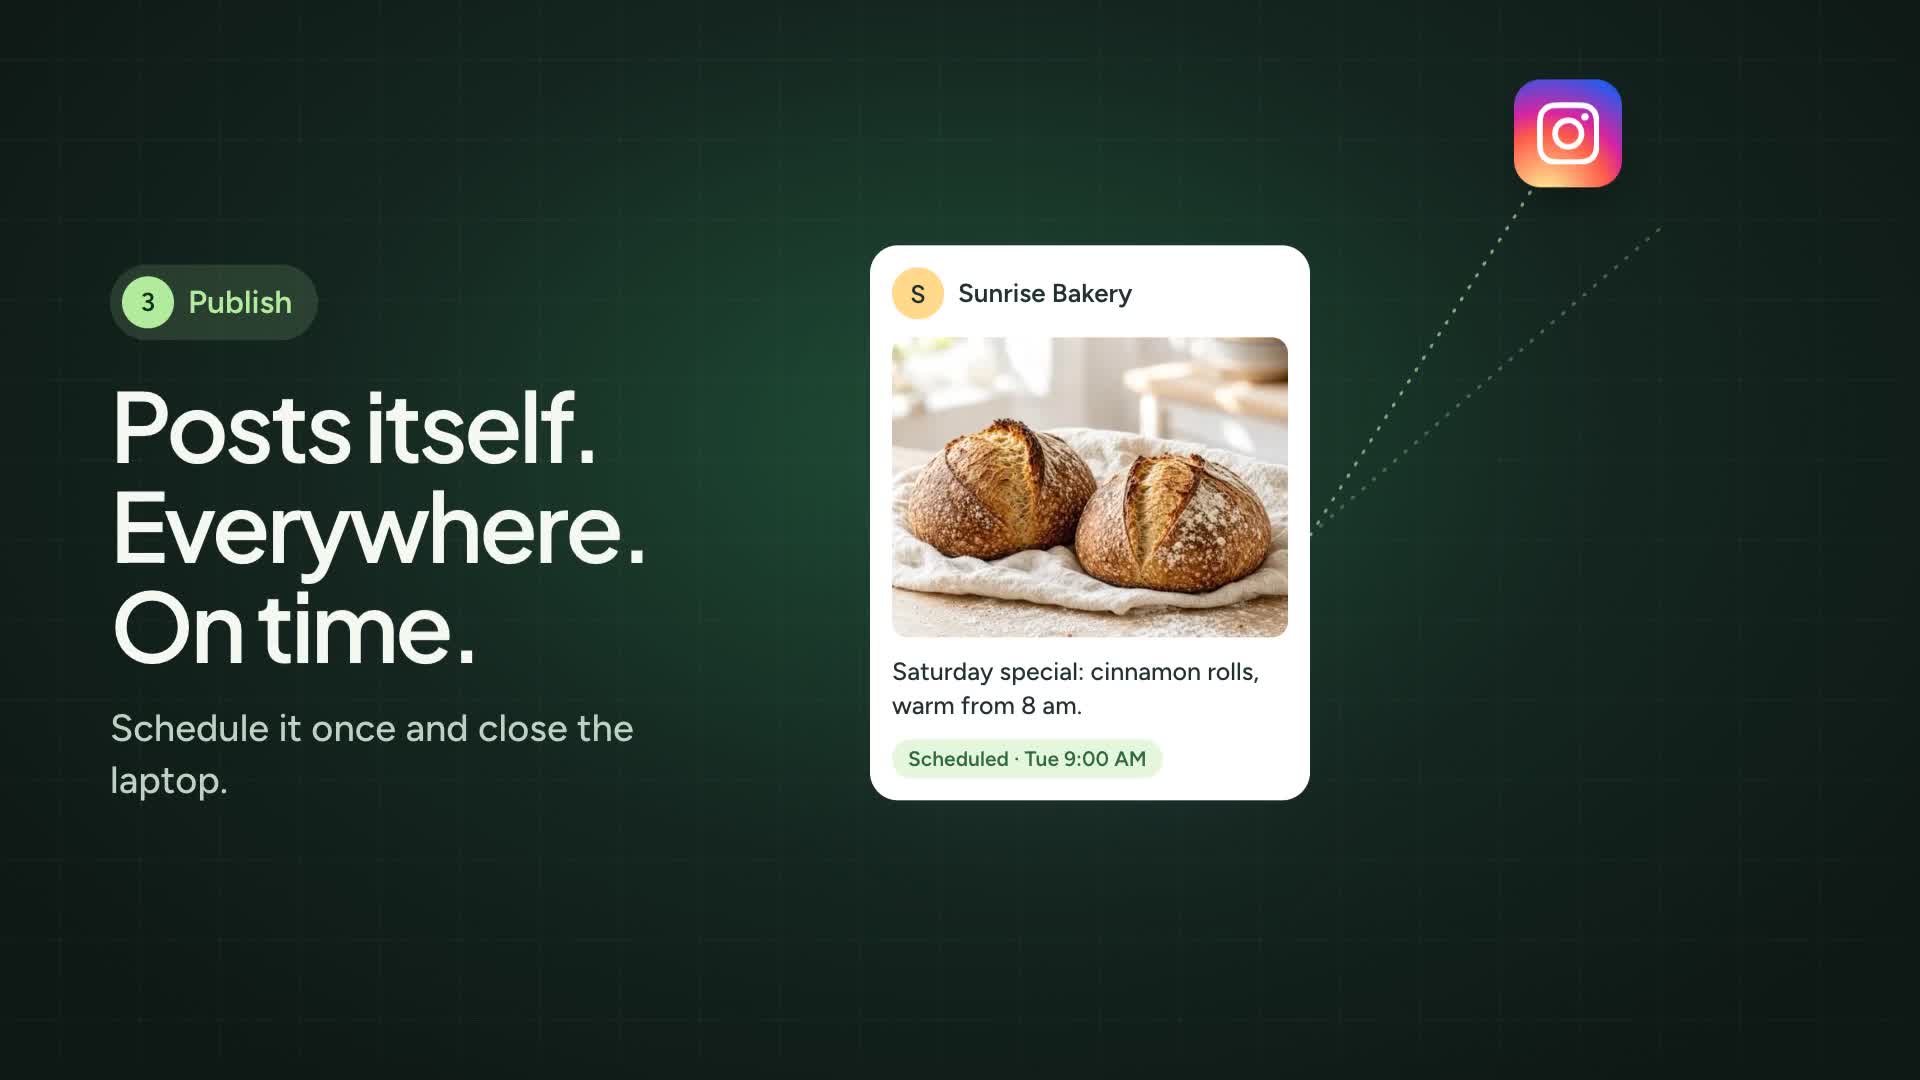 3 Publish
Posts itself.
Everywhere.
On time.
Schedule it once and close the
laptop.
S Sunrise Bakery
Saturday special: cinnamon rolls,
warm from 8 am.
Scheduled · Tue 9:00 AM